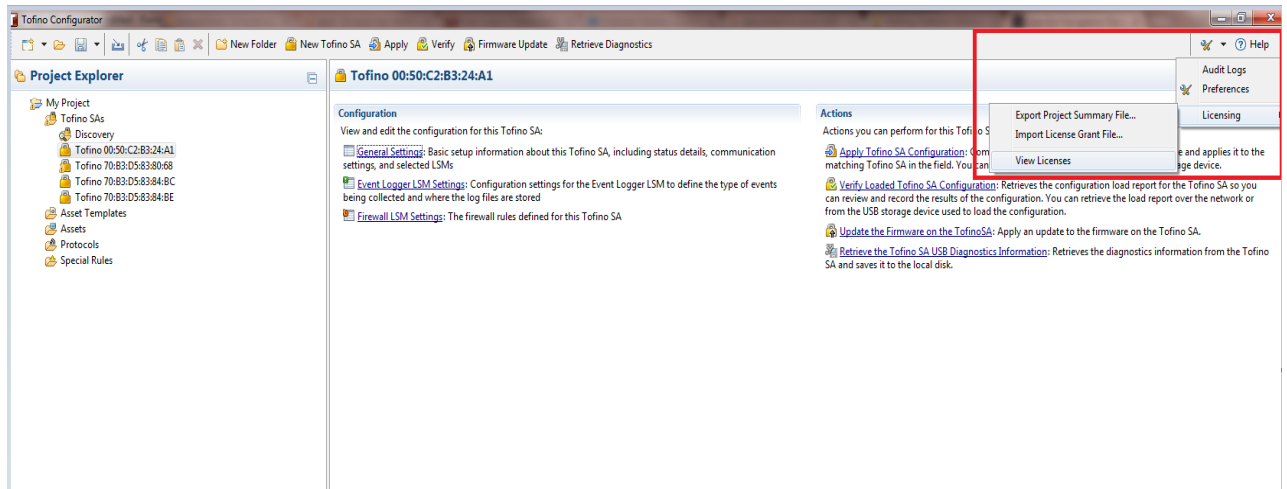 Tofino Configurator
New Folder New Tofino SA Apply Verify Firmware Update Retrieve Diagnostics Help
Project Explorer
My Project
Tofino SAs
Discovery
Tofino 00:50:C2:B3:24:A1
Tofino 70:B3:D5:83:80:68
Tofino 70:B3:D5:83:84:BC
Tofino 70:B3:D5:83:84:BE
Asset Templates
Assets
Protocols
Special Rules
Tofino 00:50:C2:B3:24:A1
Configuration
View and edit the configuration for this Tofino SA:
General Settings: Basic setup information about this Tofino SA, including status details, communication
settings, and selected LSMs
Event Logger LSM Settings: Configuration settings for the Event Logger LSM to define the type of events
being collected and where the log files are stored
Firewall LSM Settings: The firewall rules defined for this Tofino SA
Actions
Actions you can perform for this Tofino S
Apply Tofino SA Configuration: e and applies it to the
matching Tofino SA in the field. You can age device.
Verify Loaded Tofino SA Configuration: Retrieves the configuration load report for the Tofino SA so you
can review and record the results of the configuration. You can retrieve the load report over the network or
from the USB storage device used to load the configuration.
Update the Firmware on the TofinoSA: Apply an update to the firmware on the Tofino SA.
Retrieve the Tofino SA USB Diagnostics Information: Retrieves the diagnostics information from the Tofino
SA and saves it to the local disk.
Audit Logs
Preferences
Licensing
Export Project Summary File...
Import License Grant File...
View Licenses